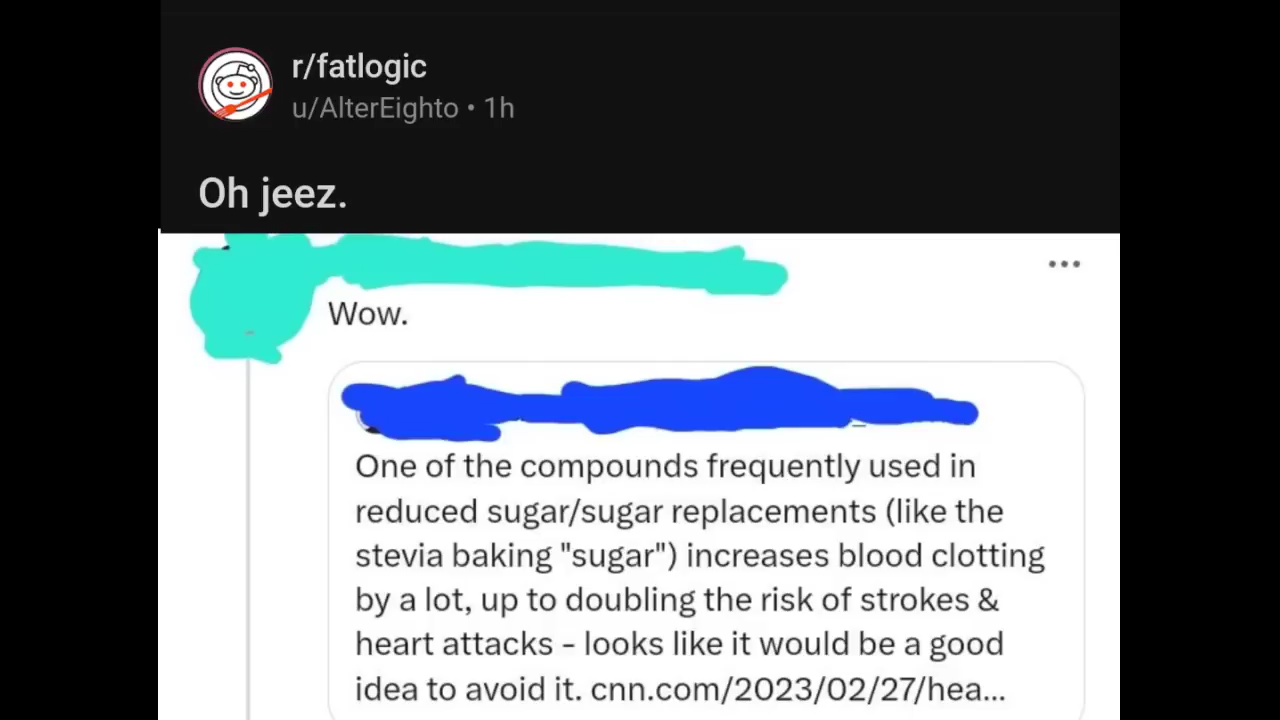 r/fatlogic
u/AlterEighto • 1h
Oh jeez.
Wow.
One of the compounds frequently used in
reduced sugar/sugar replacements (like the
stevia baking "sugar") increases blood clotting
by a lot, up to doubling the risk of strokes &
heart attacks - looks like it would be a good
idea to avoid it. cnn.com/2023/02/27/hea...